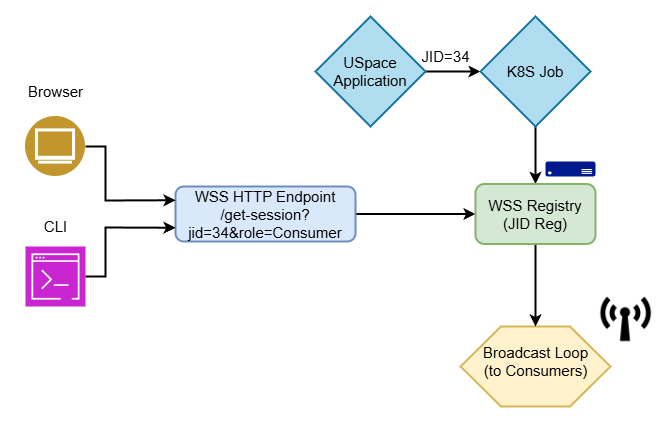 USpace
Application
JID=34
K8S Job
Browser
WSS HTTP Endpoint
/get-session?
jid=34&role=Consumer
WSS Registry
(JID Reg)
CLI
Broadcast Loop
(to Consumers)